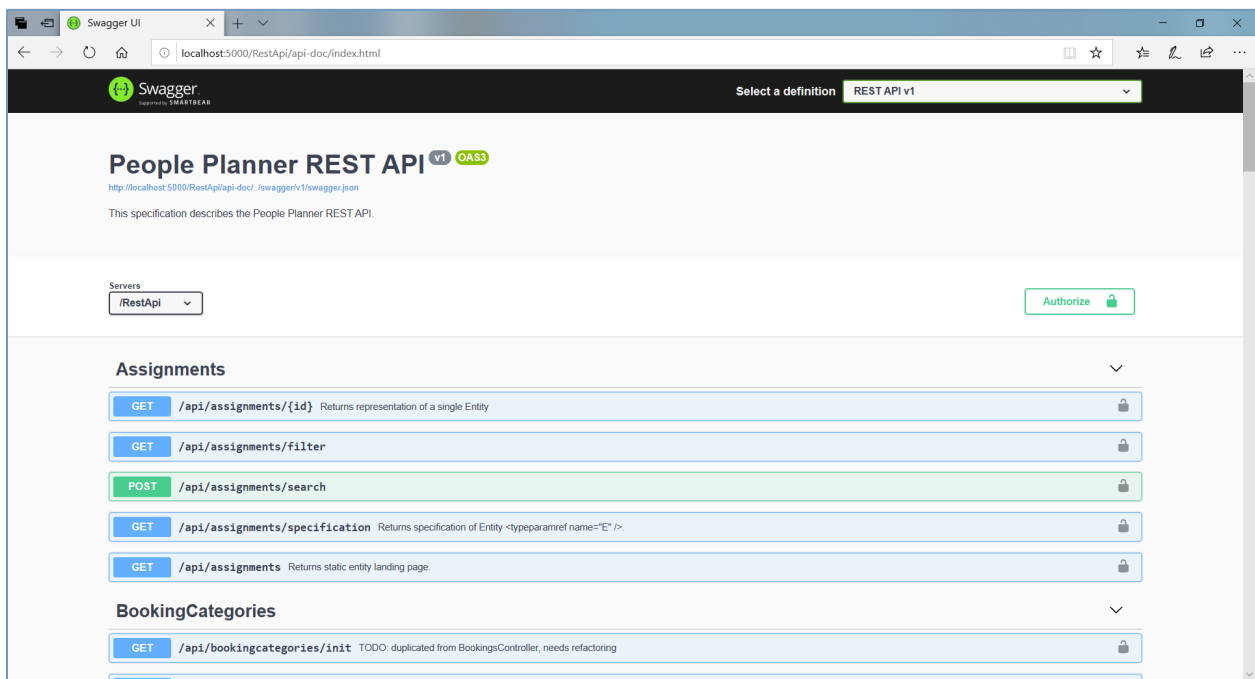 Swagger UI
localhost:5000/RestApi/api-doc/index.html
Swagger.
Supported by SMARTBEAR
Select a definition REST API v1
People Planner REST API v1 OAS3
http://localhost:5000/RestApi/api-doc/../swagger/v1/swagger.json
This specification describes the People Planner REST API.
Servers
/RestApi
Authorize
Assignments
GET /api/assignments/{id} Returns representation of a single Entity
GET /api/assignments/filter
POST /api/assignments/search
GET /api/assignments/specification Returns specification of Entity <typeparamref name="E" />.
GET /api/assignments Returns static entity landing page.
BookingCategories
GET /api/bookingcategories/init TODO: duplicated from BookingsController, needs refactoring